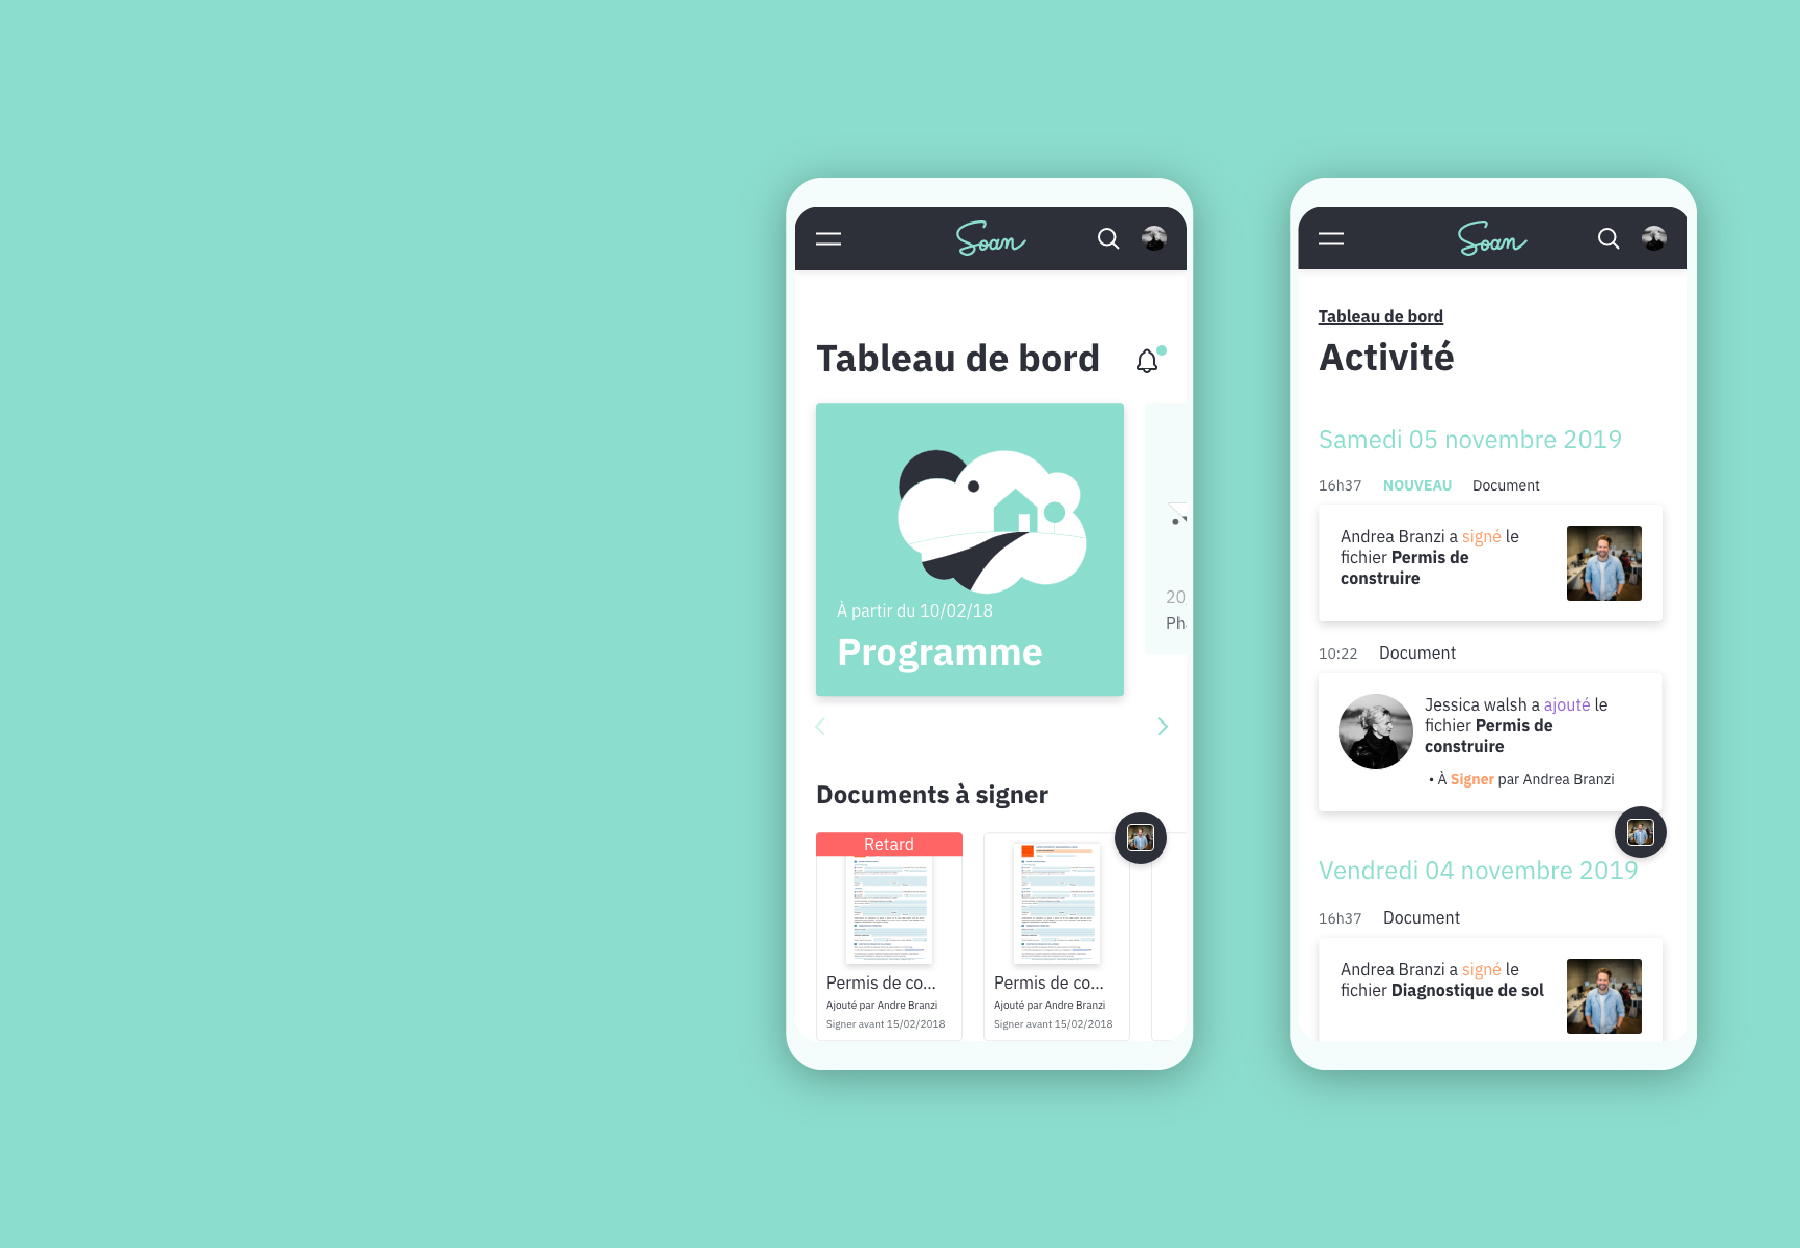 Soan
Tableau de bord
À partir du 10/02/18
Programme
20
Pha
Documents à signer
Retard
Permis de co...
Ajouté par Andre Branzi
Signer avant 15/02/2018
Permis de co...
Ajouté par Andre Branzi
Signer avant 15/02/2018
Soan
Tableau de bord
Activité
Samedi 05 novembre 2019
16h37 NOUVEAU Document
Andrea Branzi a signé le
fichier Permis de
construire
10:22 Document
Jessica walsh a ajouté le
fichier Permis de
construire
• À Signer par Andrea Branzi
Vendredi 04 novembre 2019
16h37 Document
Andrea Branzi a signé le
fichier Diagnostique de sol